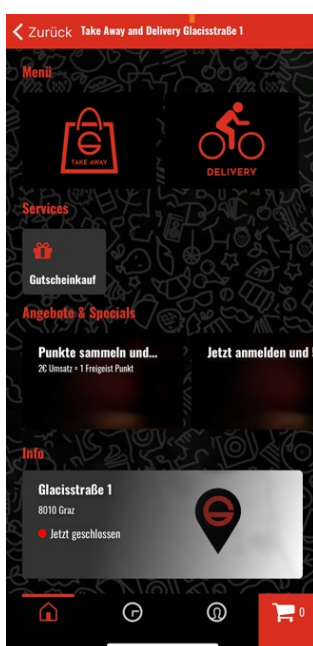 Zurück Take Away and Delivery Glacisstraße 1
Menü
TAKE AWAY
DELIVERY
Services
Gutscheinkauf
Angebote & Specials
Punkte sammeln und...
Jetzt anmelden und
2€ Umsatz = 1 Freigeist Punkt
Info
Glacisstraße 1
8010 Graz
Jetzt geschlossen
0